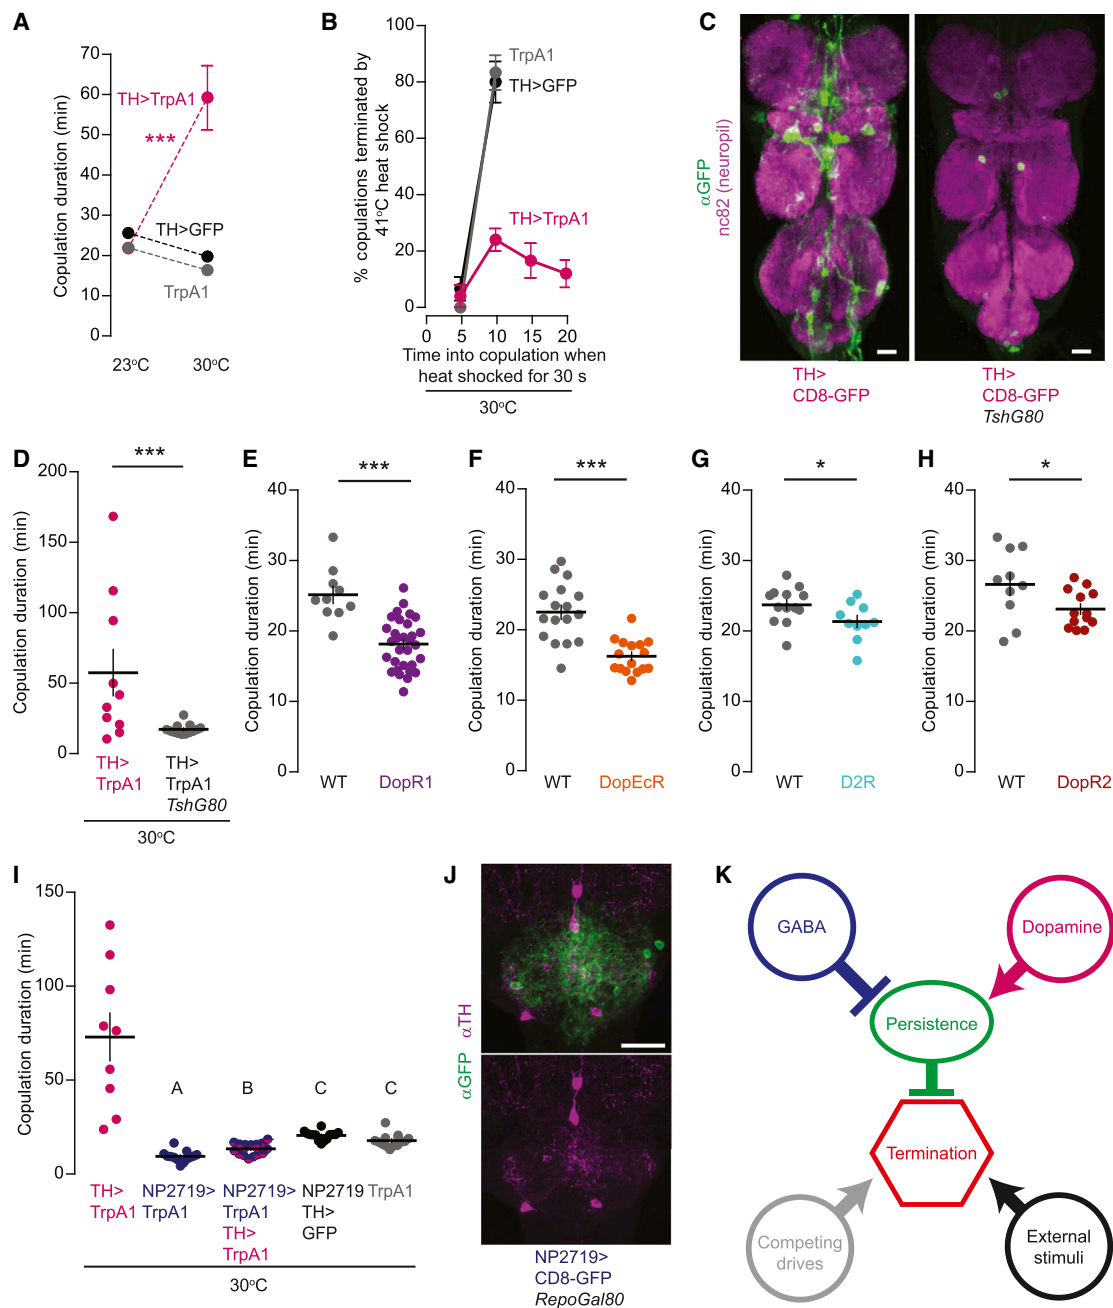 A
Copulation duration (min)
70
60
50
40
30
20
10
0
TH>TrpA1
***
TH>GFP
TrpA1
23°C
30°C
B
% copulations terminated by
41°C heat shock
100
80
60
40
20
0
TrpA1
TH>GFP
TH>TrpA1
0
5
10
15
20
Time into copulation when
heat shocked for 30 s
30°C
C
αGFP
nc82 (neuropil)
TH>
CD8-GFP
TH>
CD8-GFP
TshG80
D
Copulation duration (min)
200
150
100
50
0
***
TH>
TrpA1
TH>
TrpA1
TshG80
30°C
E
Copulation duration (min)
40
30
20
10
0
***
WT
DopR1
F
Copulation duration (min)
40
30
20
10
0
***
WT
DopEcR
G
Copulation duration (min)
40
30
20
10
0
*
WT
D2R
H
Copulation duration (min)
40
30
20
10
0
*
WT
DopR2
I
Copulation duration (min)
150
100
50
0
A
B
C
C
TH>
TrpA1
NP2719>
TrpA1
NP2719>
TrpA1
TH>
TrpA1
NP2719
TH>
GFP
TrpA1
30°C
J
αGFP
αTH
NP2719>
CD8-GFP
RepoGal80
K
GABA
Dopamine
Persistence
Termination
Competing
drives
External
stimuli